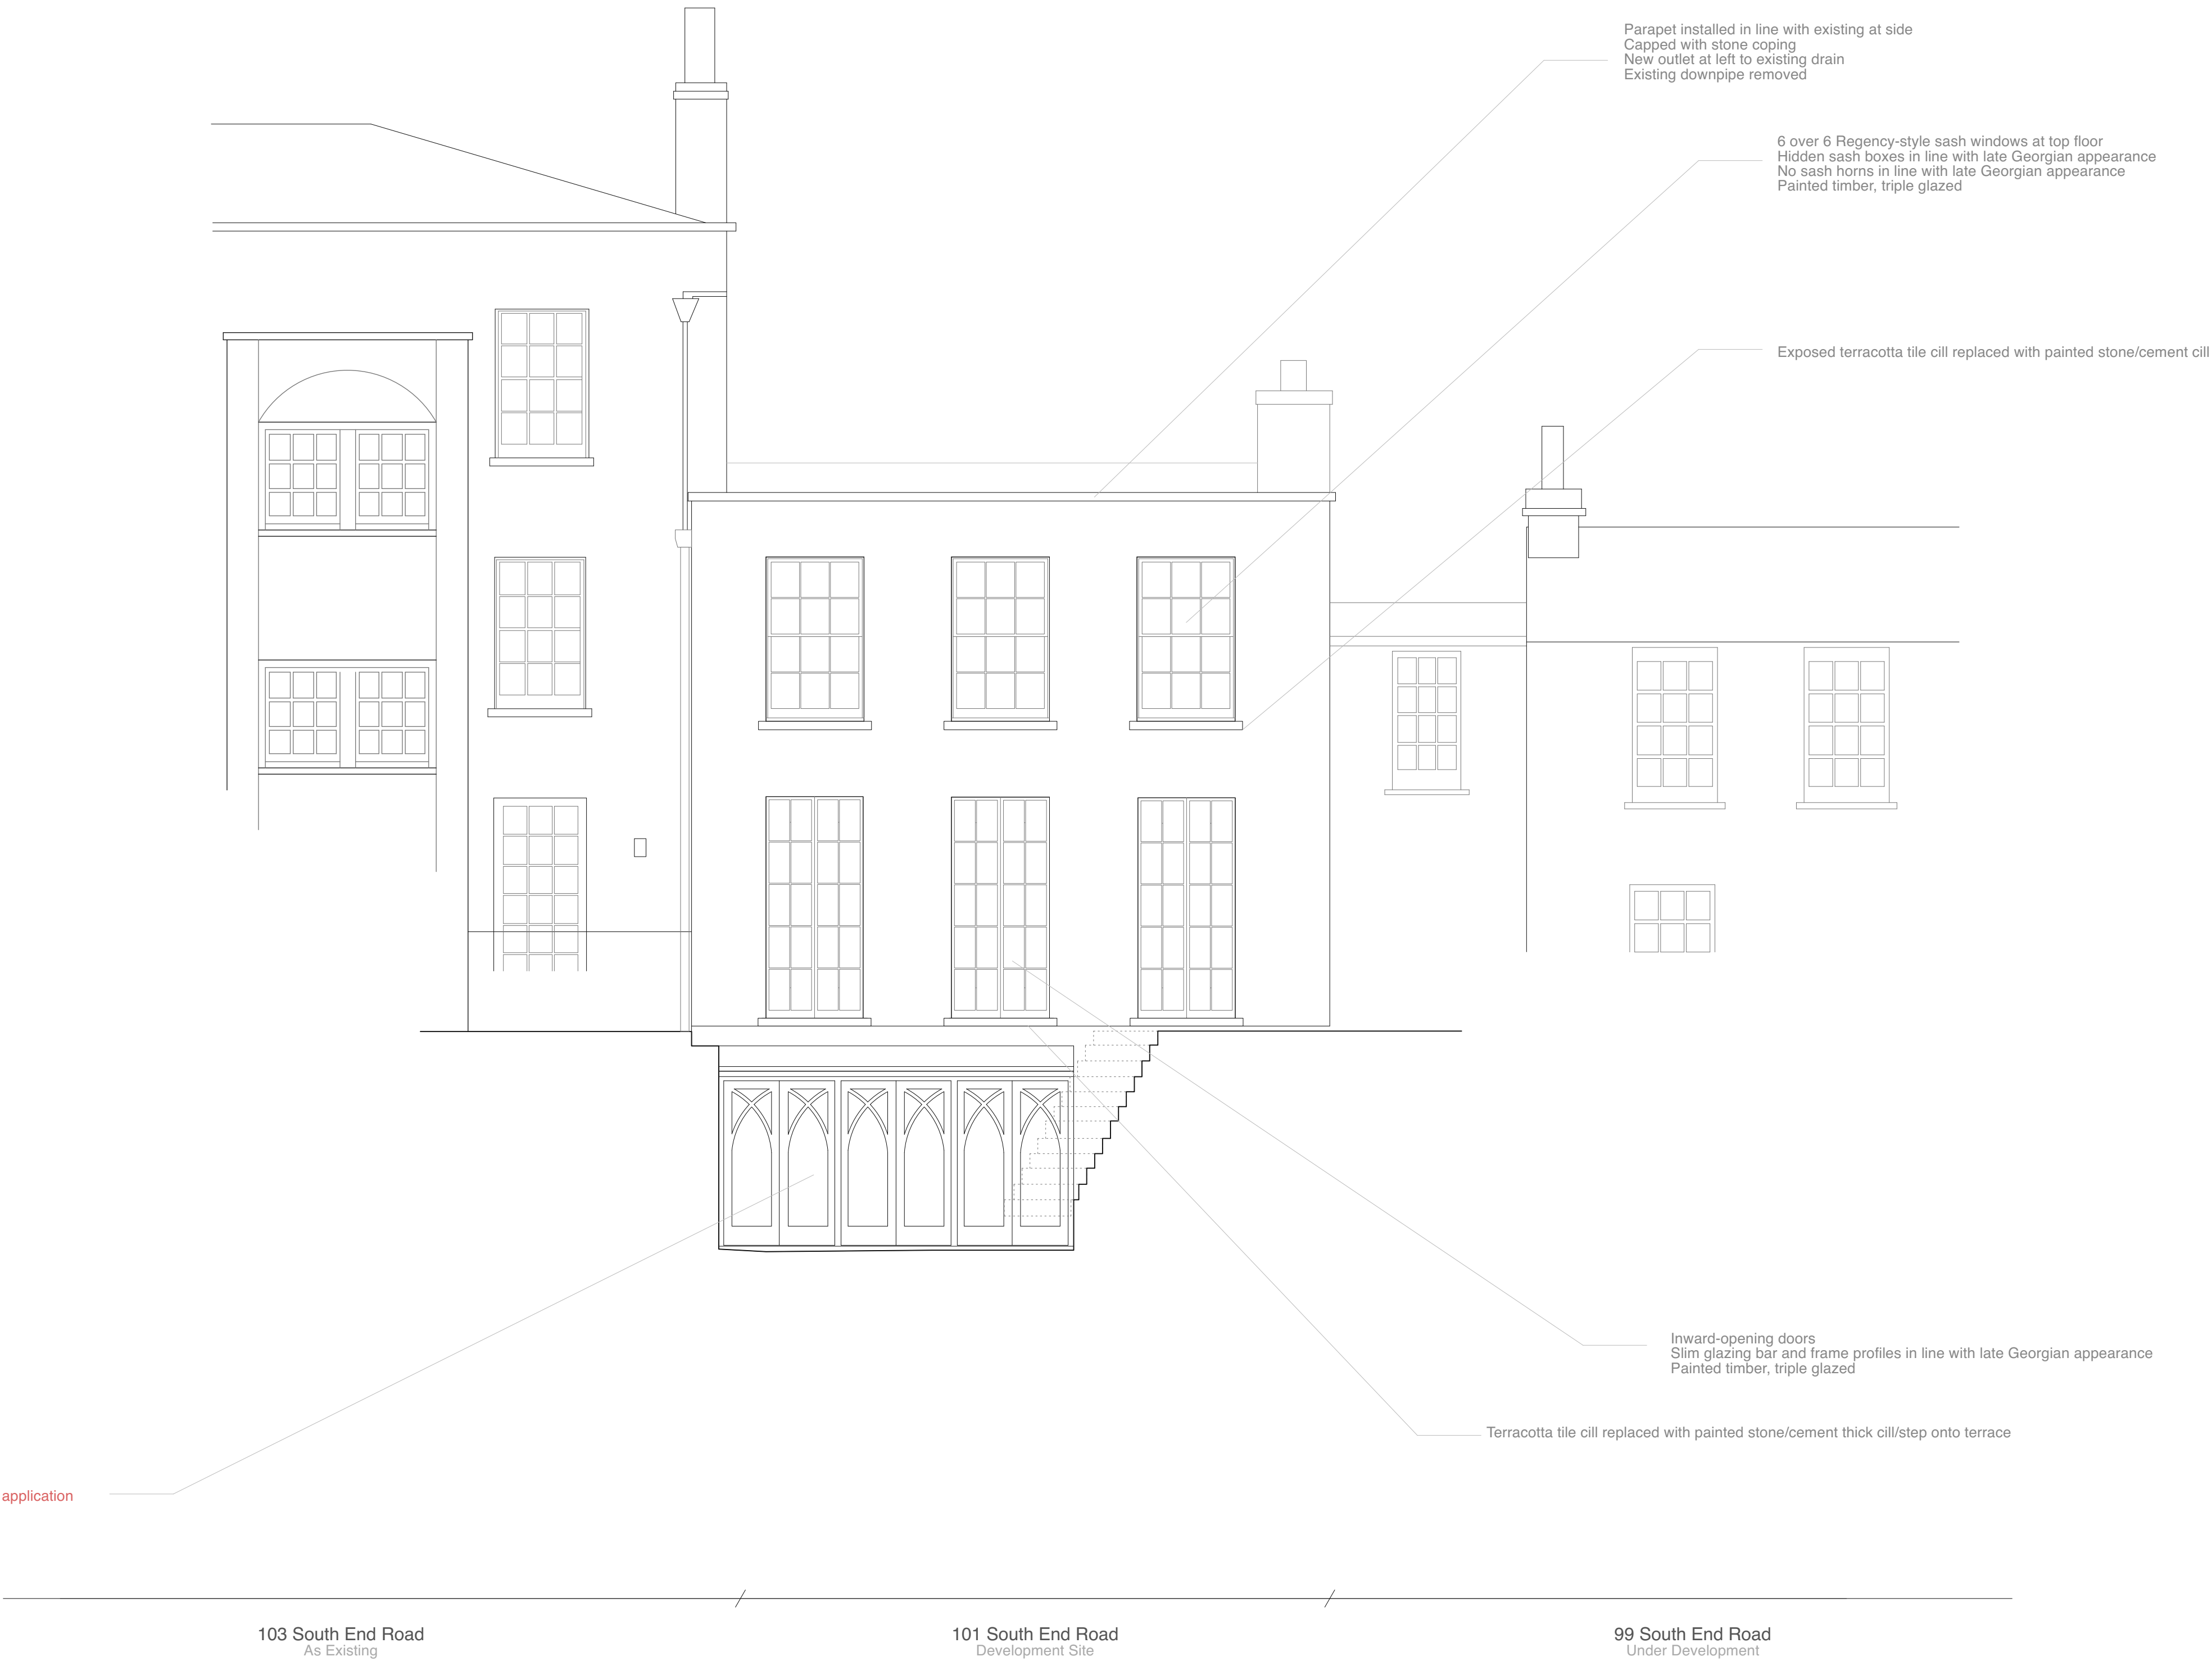 Parapet installed in line with existing at side
Capped with stone coping
New outlet at left to existing drain
Existing downpipe removed
6 over 6 Regency-style sash windows at top floor
Hidden sash boxes in line with late Georgian appearance
No sash horns in line with late Georgian appearance
Painted timber, triple glazed
Exposed terracotta tile cill replaced with painted stone/cement cill
Inward-opening doors
Slim glazing bar and frame profiles in line with late Georgian appearance
Painted timber, triple glazed
Terracotta tile cill replaced with painted stone/cement thick cill/step onto terrace
application
103 South End Road
As Existing
101 South End Road
Development Site
99 South End Road
Under Development